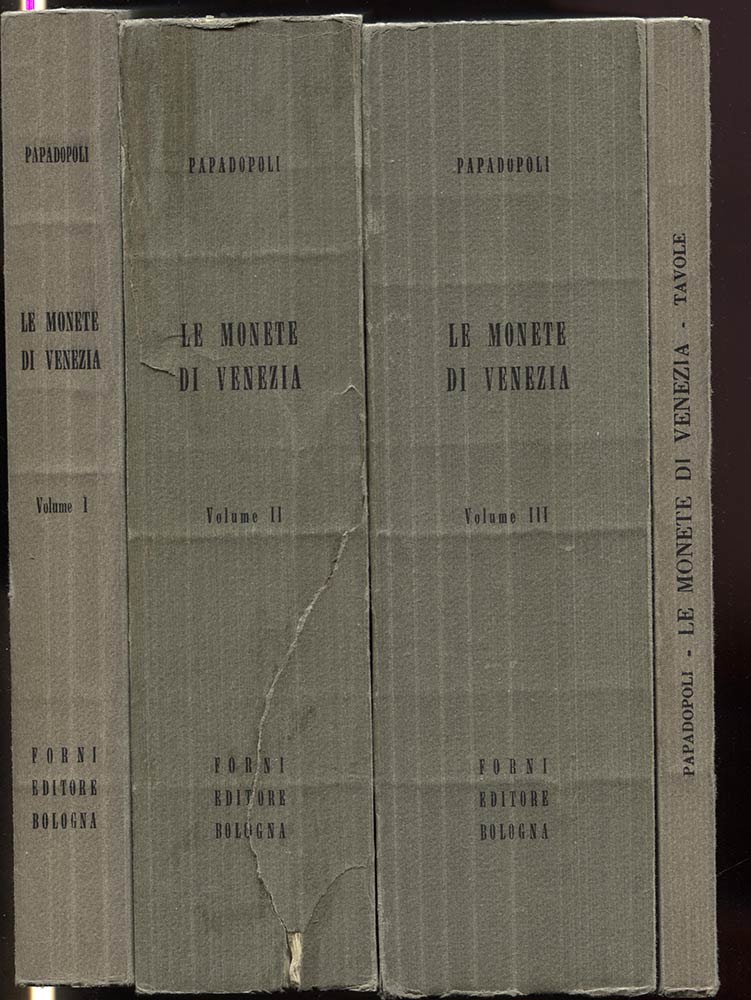 PAPADOPOLI
LE MONETE
DI VENEZIA
Volume I
FORNI
EDITORE
BOLOGNA
PAPADOPOLI
LE MONETE
DI VENEZIA
Volume II
FORNI
EDITORE
BOLOGNA
PAPADOPOLI
LE MONETE
DI VENEZIA
Volume III
FORNI
EDITORE
BOLOGNA
PAPADOPOLI - LE MONETE DI VENEZIA - TAVOLE